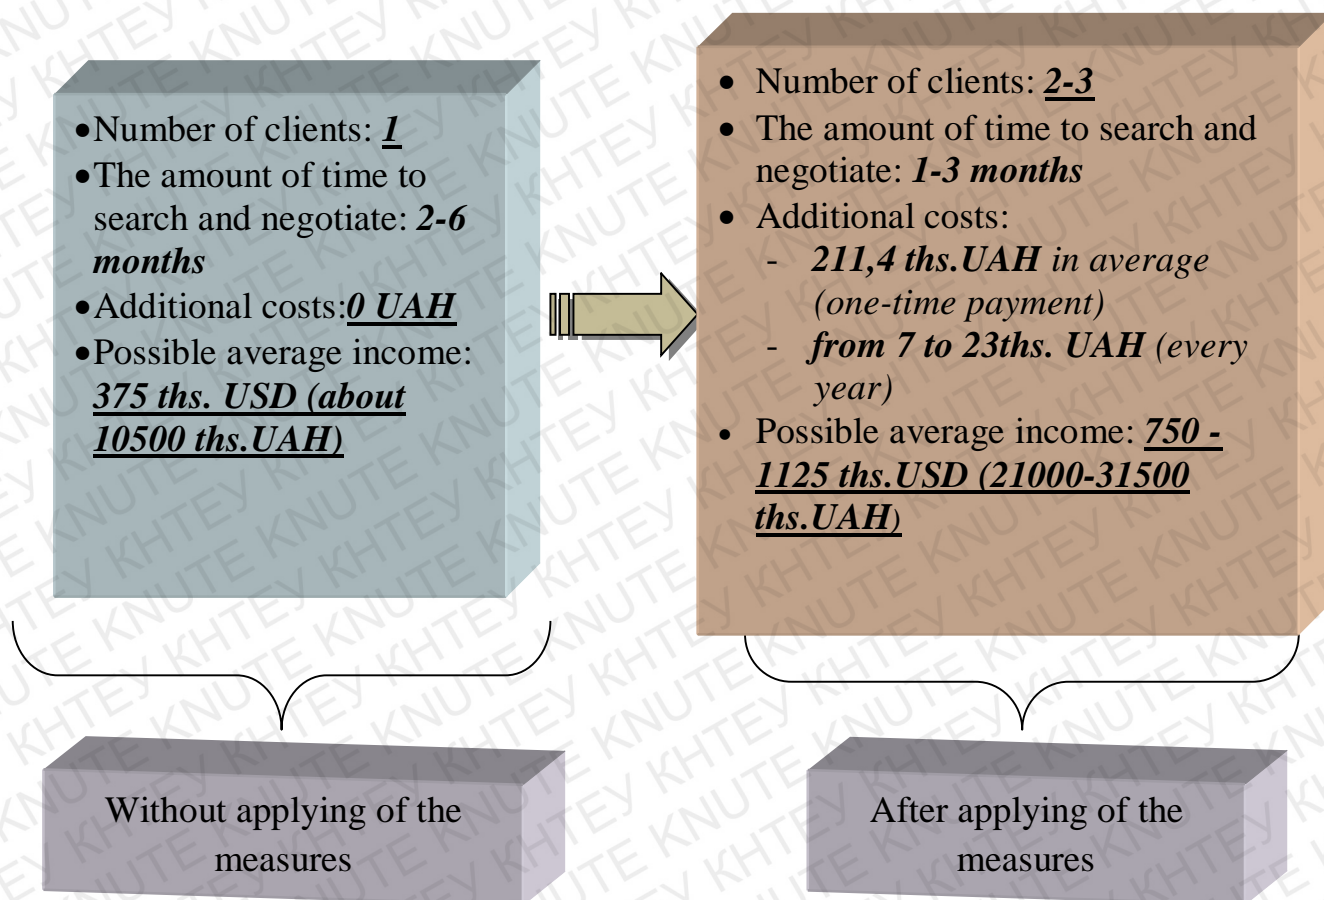 •Number of clients: 1
•The amount of time to
search and negotiate: 2-6
months
•Additional costs:0 UAH
•Possible average income:
375 ths. USD (about
10500 ths.UAH)
• Number of clients: 2-3
• The amount of time to search and
negotiate: 1-3 months
• Additional costs:
- 211,4 ths.UAH in average
(one-time payment)
- from 7 to 23ths. UAH (every
year)
• Possible average income: 750 -
1125 ths.USD (21000-31500
ths.UAH)
Without applying of the
measures
After applying of the
measures